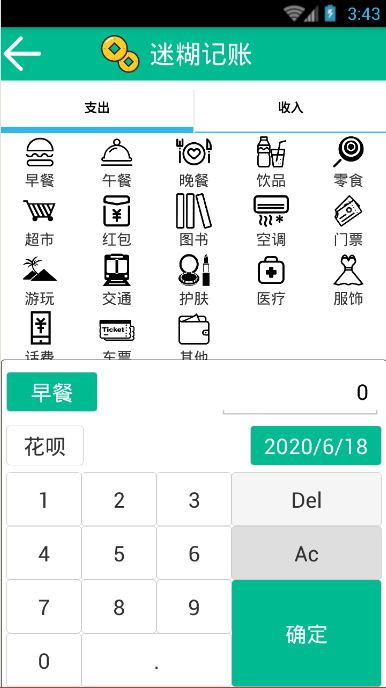 3:43
迷糊记账
支出 收入
早餐 午餐 晚餐 饮品 零食
超市 红包 图书 空调 门票
游玩 交通 护肤 医疗 服饰
Ticket
话费 车票 其他
早餐 0
花呗 2020/6/18
1 2 3 Del
4 5 6 Ac
7 8 9 确定
0 .